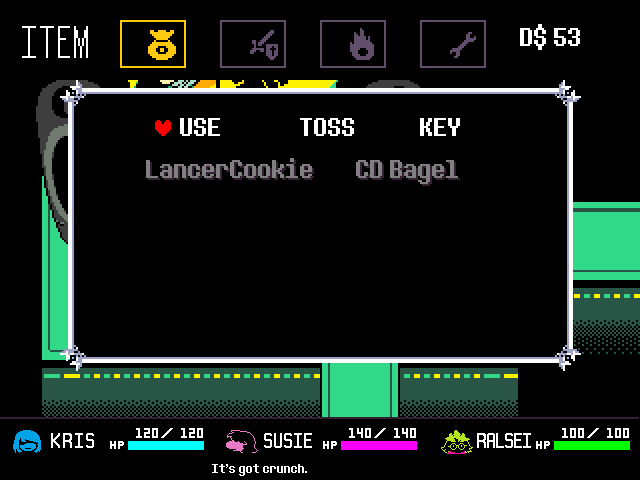 ITEM D$ 53
USE TOSS KEY
LancerCookie CD Bagel
KRIS HP 120/ 120 SUSIE HP 140/ 140 RALSEI HP 100/ 100
It's got crunch.